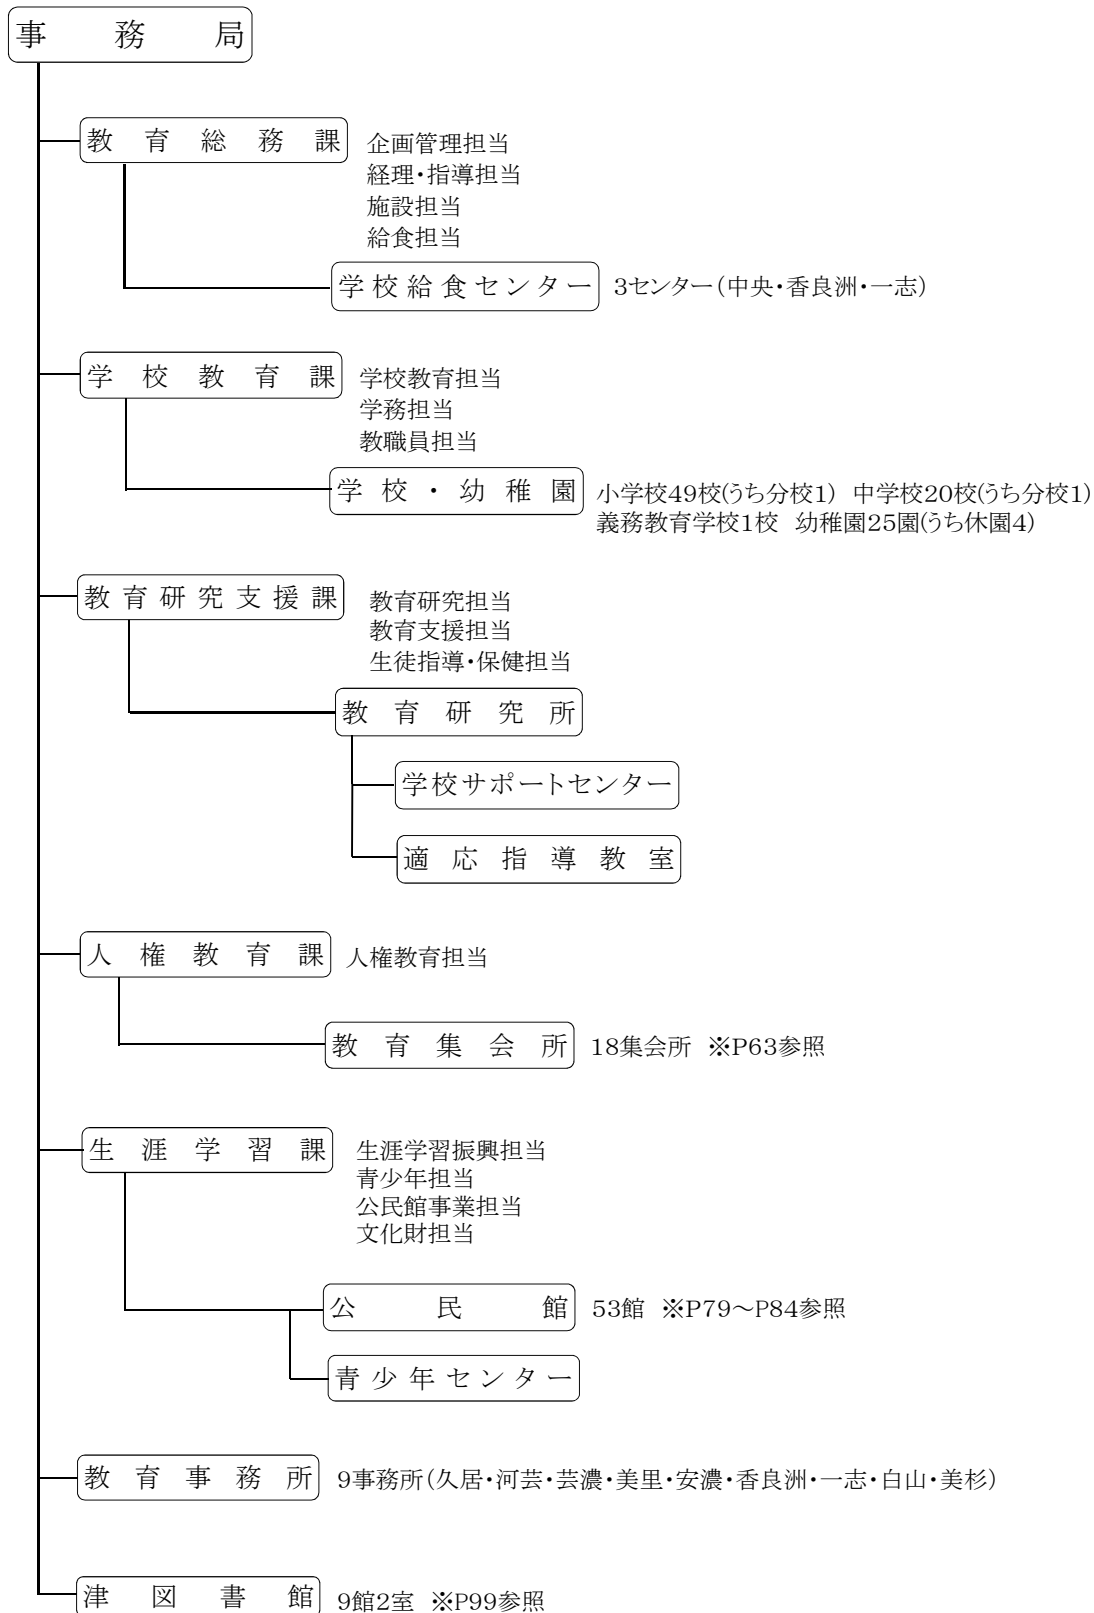 事務局
教育総務課
企画管理担当
経理・指導担当
施設担当
給食担当
学校給食センター 3センター(中央・香良洲・一志)
学校教育課
学校教育担当
学務担当
教職員担当
学校・幼稚園
小学校49校(うち分校1) 中学校20校(うち分校1)
義務教育学校1校 幼稚園25園(うち休園4)
教育研究支援課
教育研究担当
教育支援担当
生徒指導・保健担当
教育研究所
学校サポートセンター
適応指導教室
人権教育課 人権教育担当
教育集会所 18集会所 ※P63参照
生涯学習課
生涯学習振興担当
青少年担当
公民館事業担当
文化財担当
公民館 53館 ※P79～P84参照
青少年センター
教育事務所 9事務所(久居・河芸・芸濃・美里・安濃・香良洲・一志・白山・美杉)
津図書館 9館2室 ※P99参照